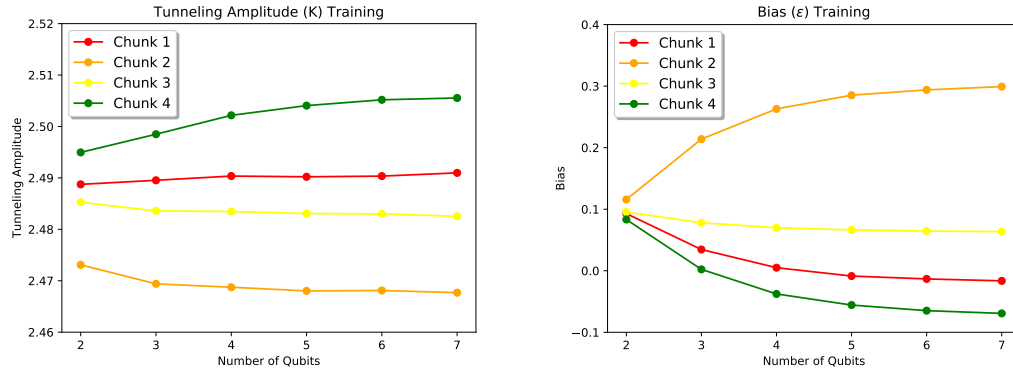 Tunneling Amplitude (K) Training
2.52
2.51
2.50
2.49
2.48
2.47
2.46
Tunneling Amplitude
Chunk 1
Chunk 2
Chunk 3
Chunk 4
2 3 4 5 6 7
Number of Qubits
Bias (ε) Training
0.4
0.3
0.2
0.1
0.0
−0.1
Bias
Chunk 1
Chunk 2
Chunk 3
Chunk 4
2 3 4 5 6 7
Number of Qubits